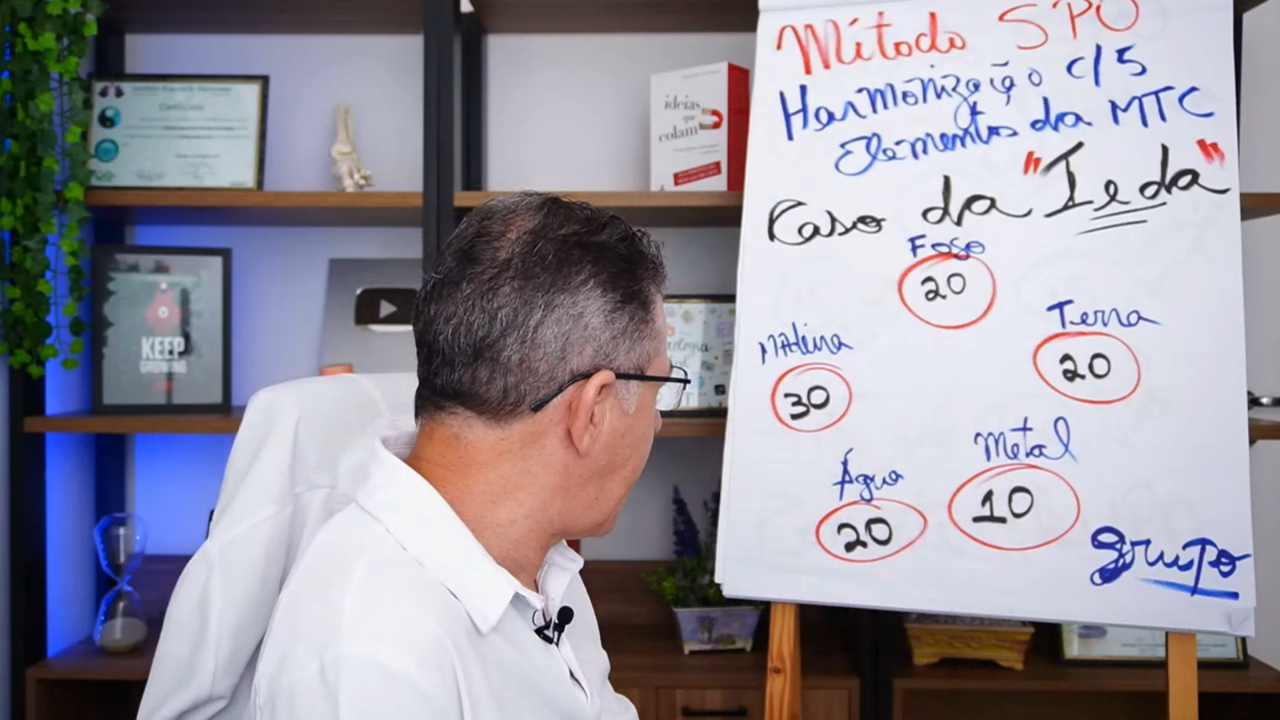 Método SPO
Harmonização c/5
Elementos da MTC
Caso da "Ieda"
Fogo
20
Terra
20
Madeira
30
Metal
10
Água
20
Grupo
ideias
que
colam
KEEP
GROWING